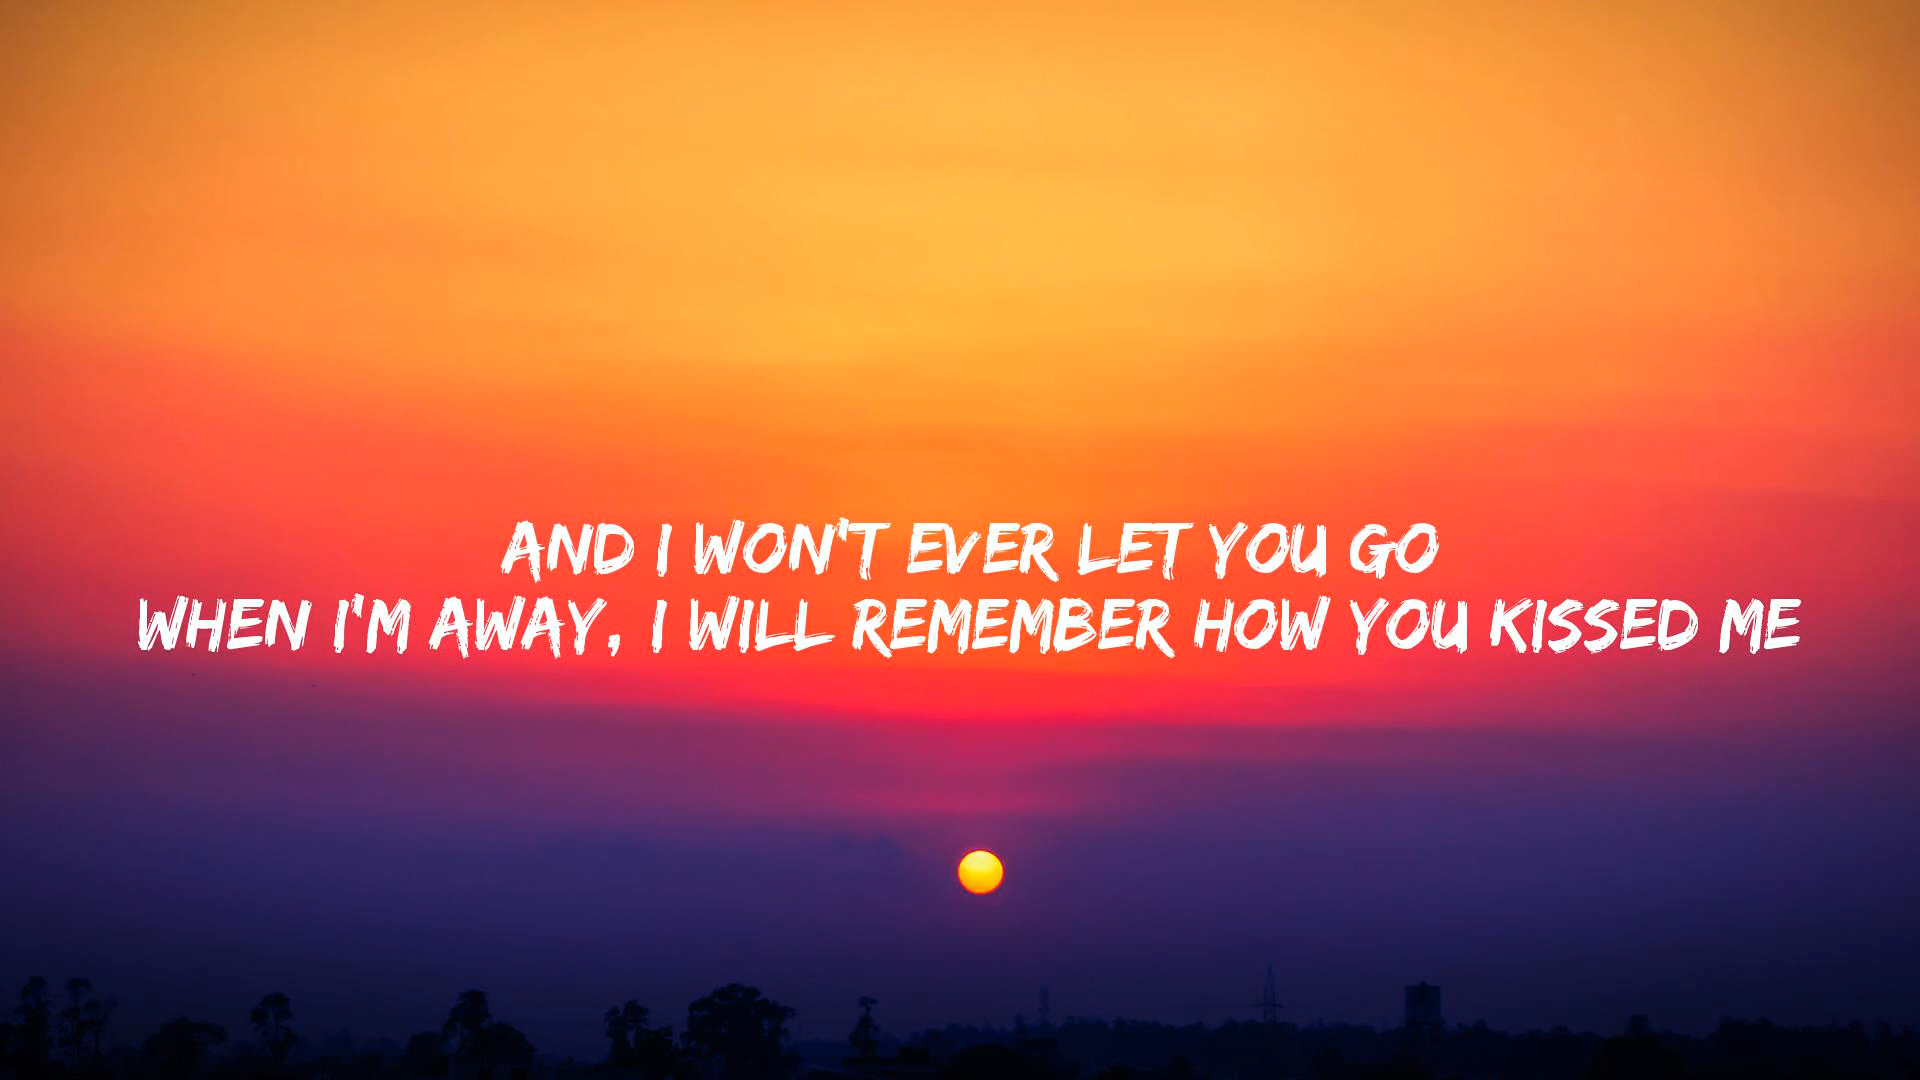 AND I WON'T EVER LET YOU GO
WHEN I'M AWAY, I WILL REMEMBER HOW YOU KISSED ME